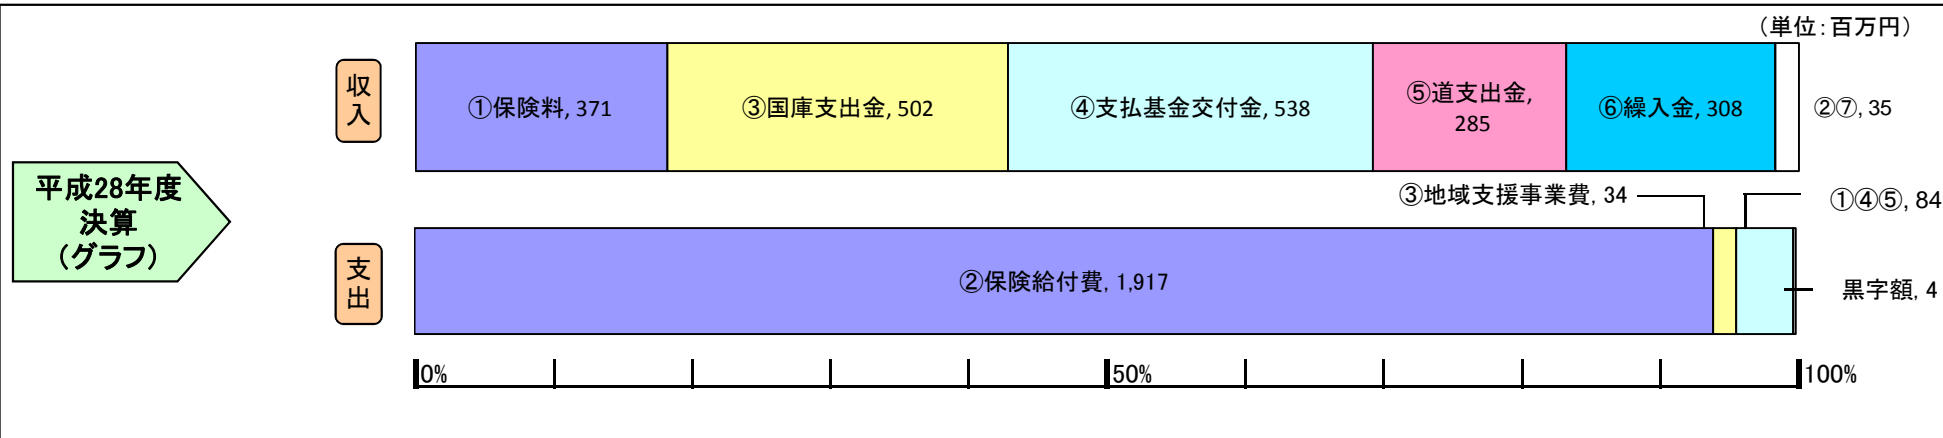 （単位：百万円）
収入
①保険料, 371
③国庫支出金, 502
④支払基金交付金, 538
⑤道支出金,
285
⑥繰入金, 308
②⑦, 35
平成28年度
決算
（グラフ）
③地域支援事業費, 34
①④⑤, 84
支出
②保険給付費, 1,917
黒字額, 4
0%
50%
100%